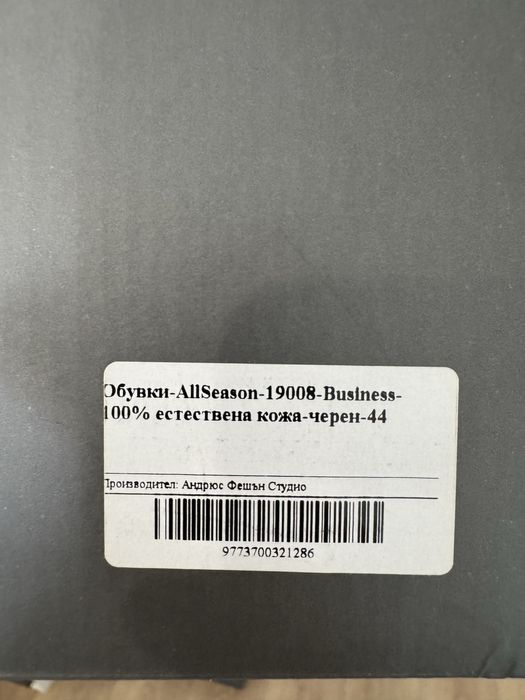 Обувки-AllSeason-19008-Business-
100% естествена кожа-черен-44
Производител: Андрюс Фешън Студио
9773700321286